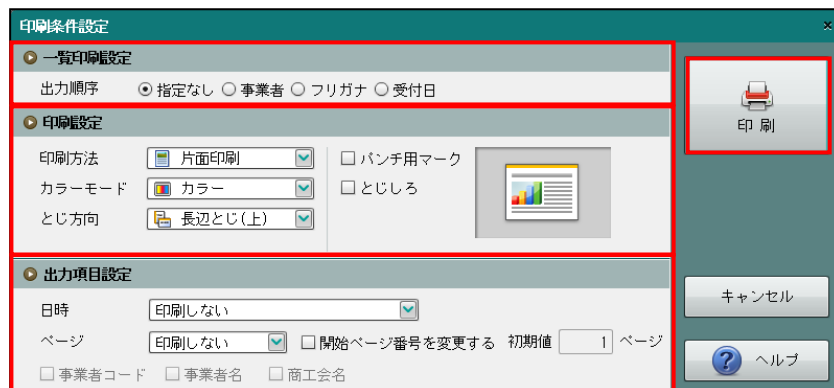 印刷条件設定
×
一覧印刷設定
出力順序 指定なし 事業者 フリガナ 受付日
印刷
印刷設定
印刷方法 片面印刷 パンチ用マーク
カラーモード カラー とじしろ
とじ方向 長辺とじ(上)
出力項目設定
日時 印刷しない
ページ 印刷しない 開始ページ番号を変更する 初期値 1 ページ
事業者コード 事業者名 商工会名
キャンセル
? ヘルプ